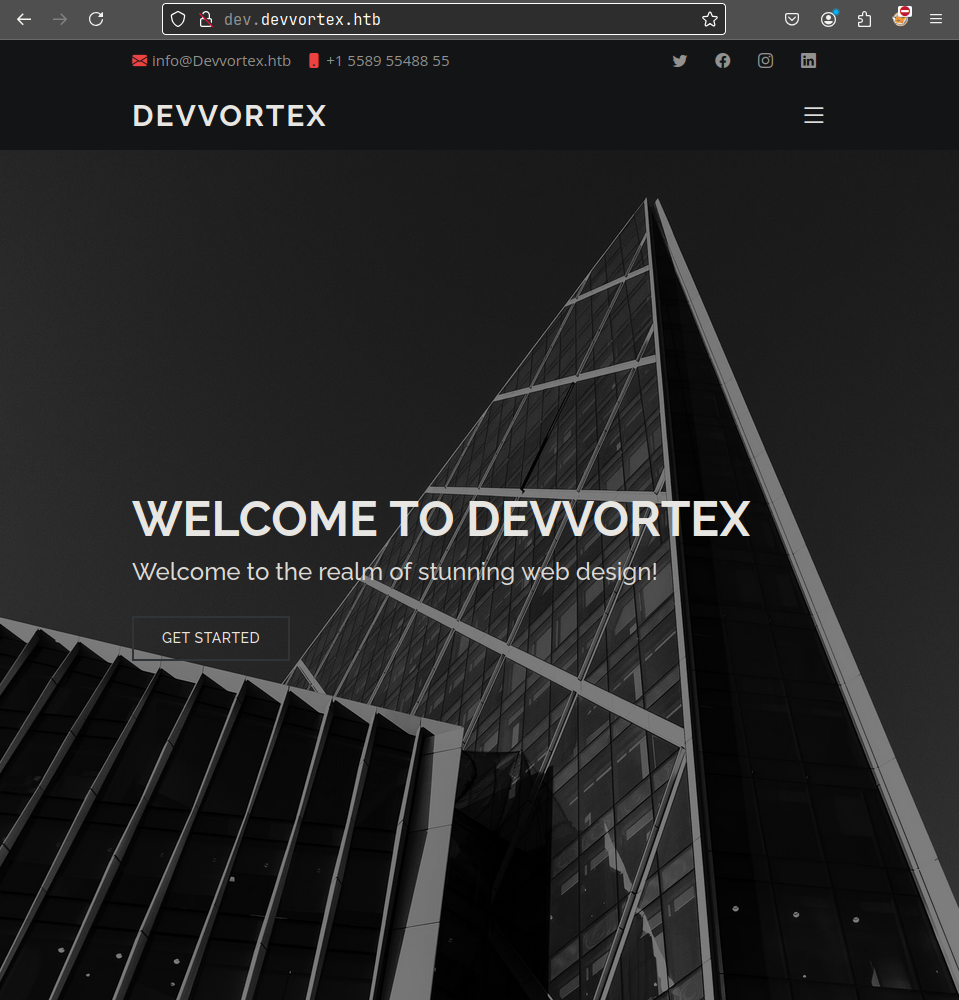 dev.devvortex.htb
info@Devvortex.htb +1 5589 55488 55
DEVVORTEX
WELCOME TO DEVVORTEX
Welcome to the realm of stunning web design!
GET STARTED